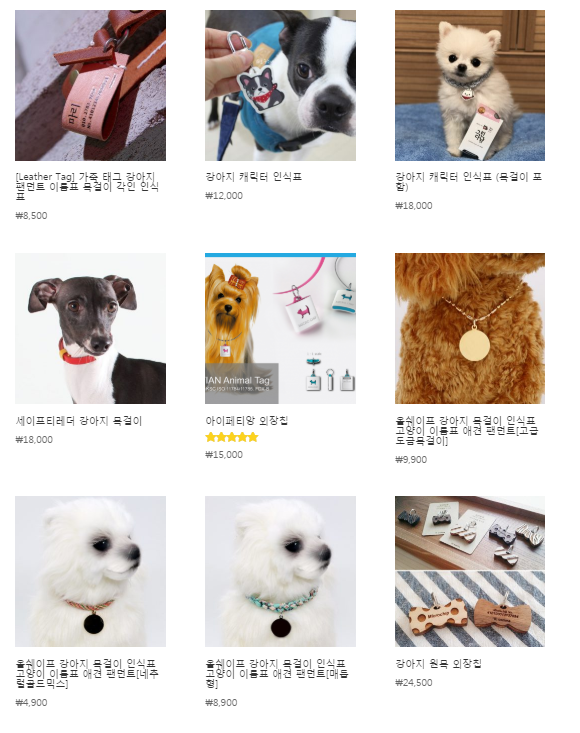 마리
[Leather Tag] 가죽 태그 강아지
팬던트 이름표 목걸이 각인 인식
표
₩8,500
강아지 캐릭터 인식표
₩12,000
강아지 캐릭터 인식표 (목걸이 포
함)
₩18,000
세이프티레더 강아지 목걸이
₩18,000
IAN Animal Tag
아이페티앙 외장칩
₩15,000
올쉐이프 강아지 목걸이 인식표
고양이 이름표 애견 팬던트[고급
도금목걸이]
₩9,900
올쉐이프 강아지 목걸이 인식표
고양이 이름표 애견 팬던트[네추
럴골드믹스]
₩4,900
올쉐이프 강아지 목걸이 인식표
고양이 이름표 애견 팬던트[매듭
형]
₩8,900
강아지 원목 외장칩
₩24,500